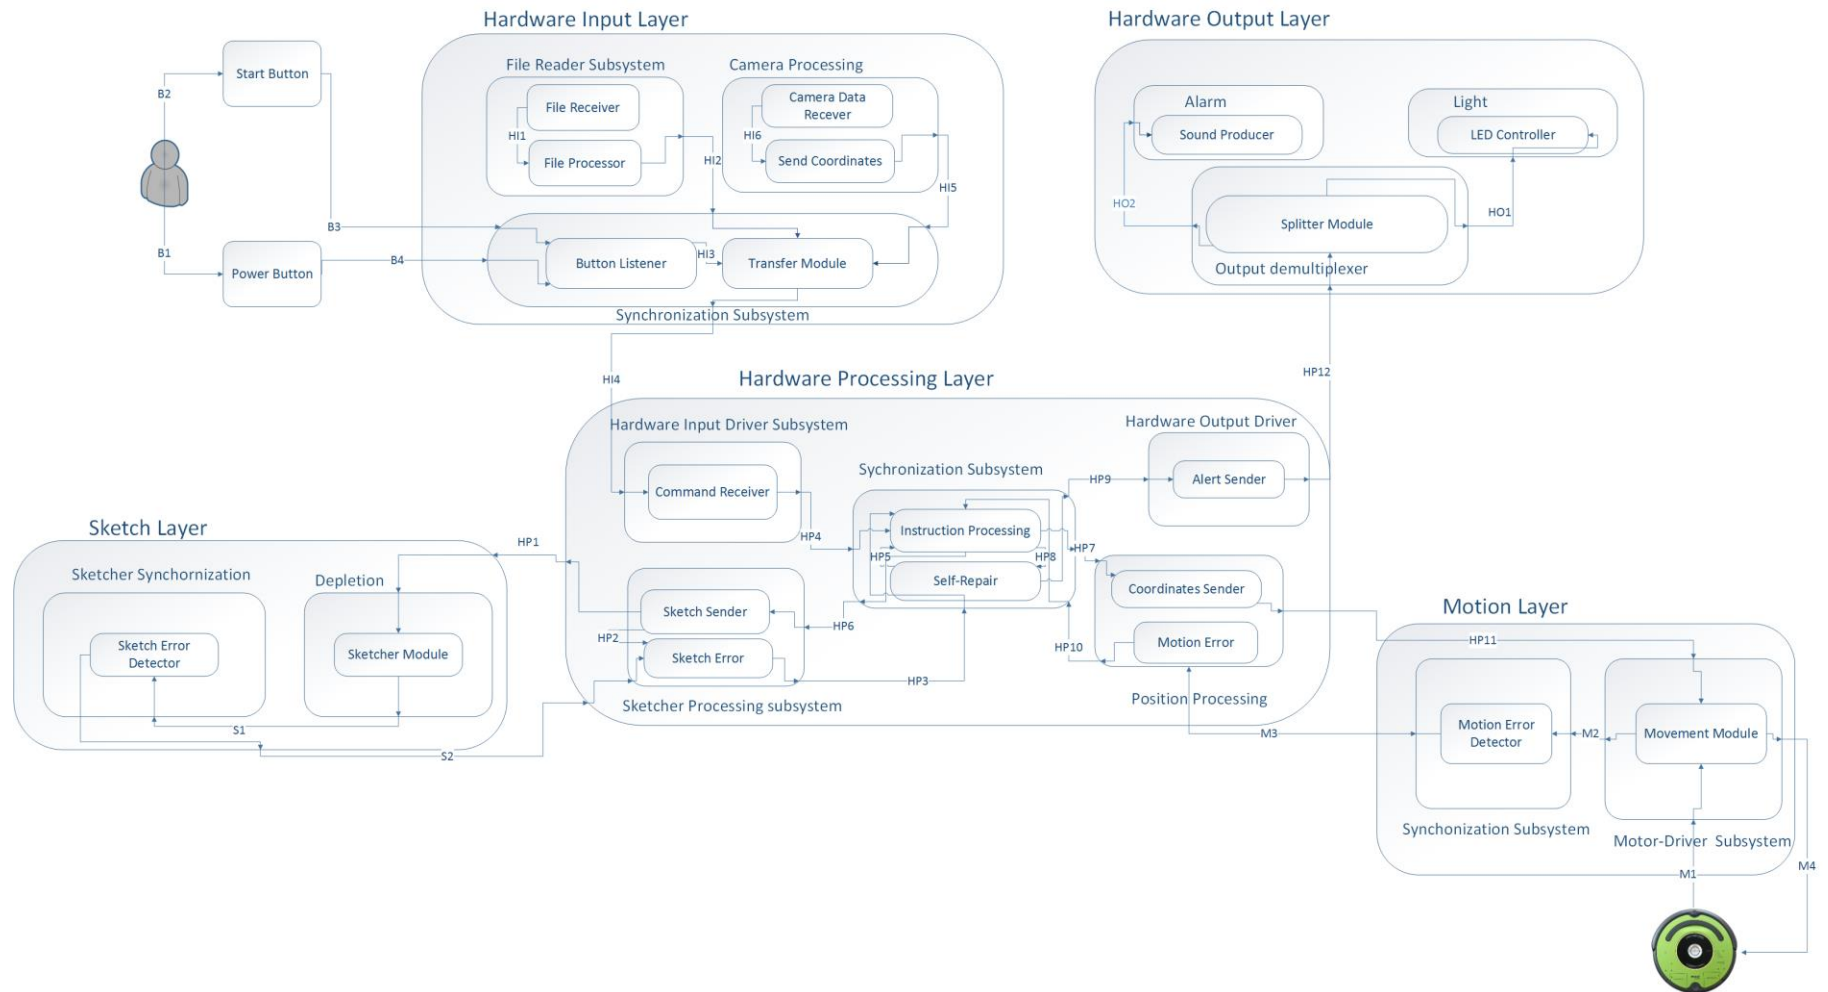 Hardware Input Layer
Hardware Output Layer
Start Button
B2
B1
Power Button
B3
B4
File Reader Subsystem
File Receiver
HI1
File Processor
HI2
Camera Processing
Camera Data
Recever
HI6
Send Coordinates
HI5
Button Listener
HI3
Transfer Module
Synchronization Subsystem
HI4
Alarm
Sound Producer
Light
LED Controller
HO2
HO1
Splitter Module
Output demultiplexer
HP12
Hardware Processing Layer
Hardware Input Driver Subsystem
Command Receiver
HP4
Sychronization Subsystem
Instruction Processing
HP5
HP8
Self-Repair
HP7
HP9
Hardware Output Driver
Alert Sender
Sketch Sender
HP2
Sketch Error
HP6
HP3
Sketcher Processing subsystem
Coordinates Sender
Motion Error
HP10
Position Processing
HP1
Sketch Layer
Sketcher Synchornization
Sketch Error
Detector
Depletion
Sketcher Module
S1
S2
Motion Layer
HP11
M3
Motion Error
Detector
M2
Movement Module
Synchonization Subsystem
Motor-Driver Subsystem
M1
M4